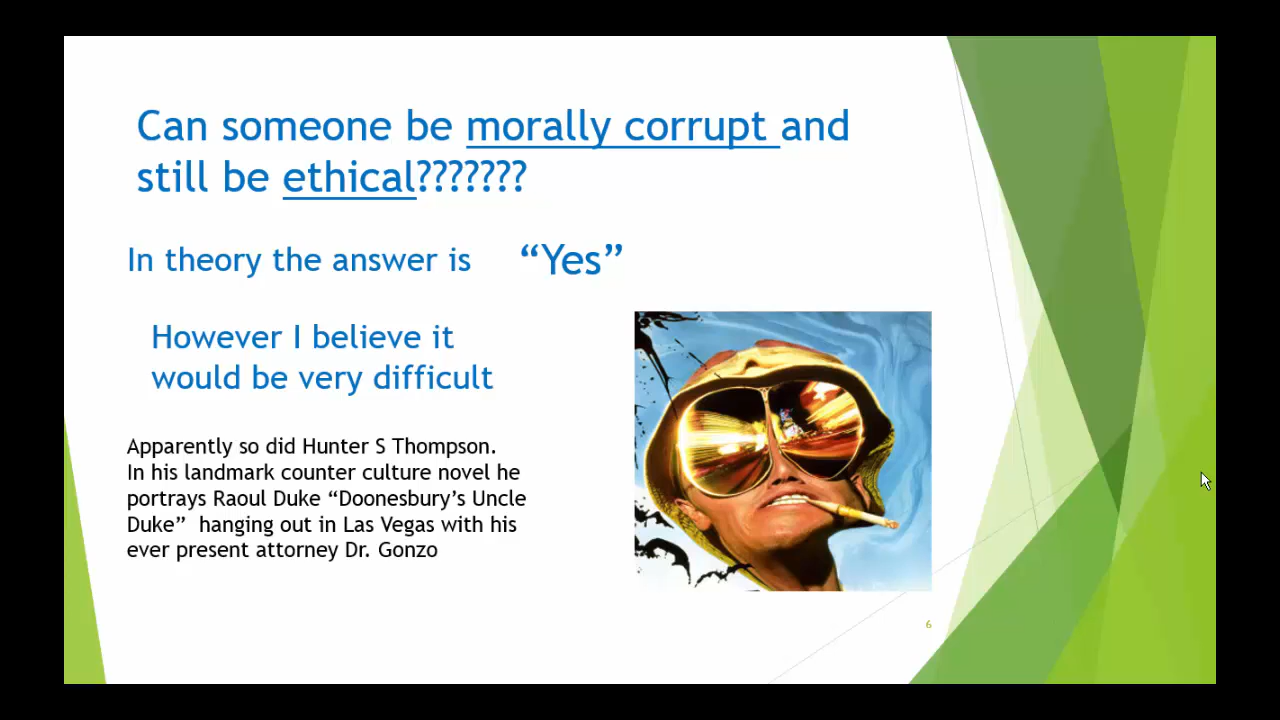 Can someone be morally corrupt and
still be ethical???????
In theory the answer is “Yes”
However I believe it
would be very difficult
Apparently so did Hunter S Thompson.
In his landmark counter culture novel he
portrays Raoul Duke “Doonesbury’s Uncle
Duke” hanging out in Las Vegas with his
ever present attorney Dr. Gonzo
6